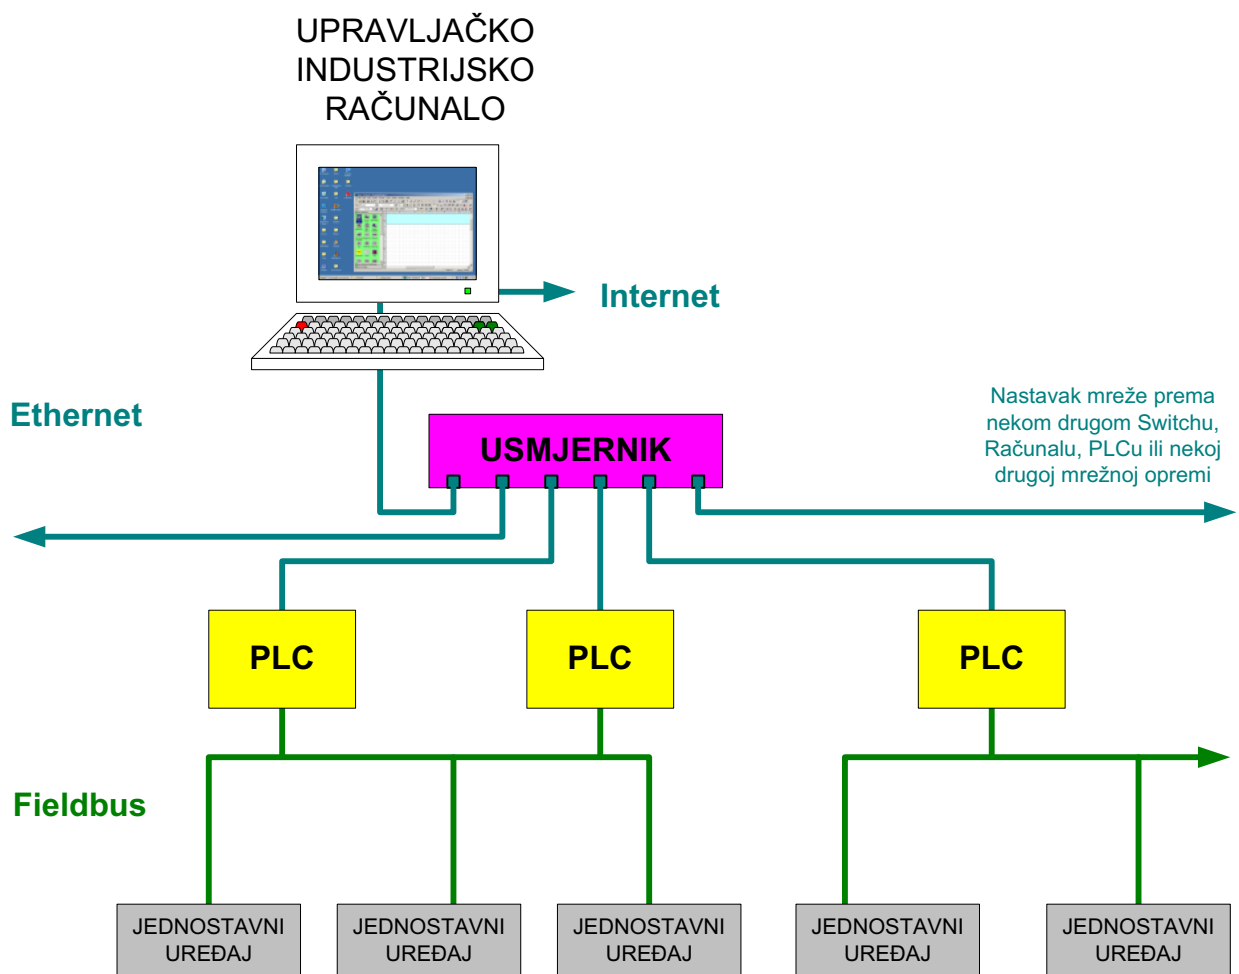 UPRAVLJAČKO
INDUSTRIJSKO
RAČUNALO
Internet
Ethernet
Nastavak mreže prema
nekom drugom Switchu,
Računalu, PLCu ili nekoj
drugoj mrežnoj opremi
USMJERNIK
PLC
PLC
PLC
Fieldbus
JEDNOSTAVNI
UREĐAJ
JEDNOSTAVNI
UREĐAJ
JEDNOSTAVNI
UREĐAJ
JEDNOSTAVNI
UREĐAJ
JEDNOSTAVNI
UREĐAJ